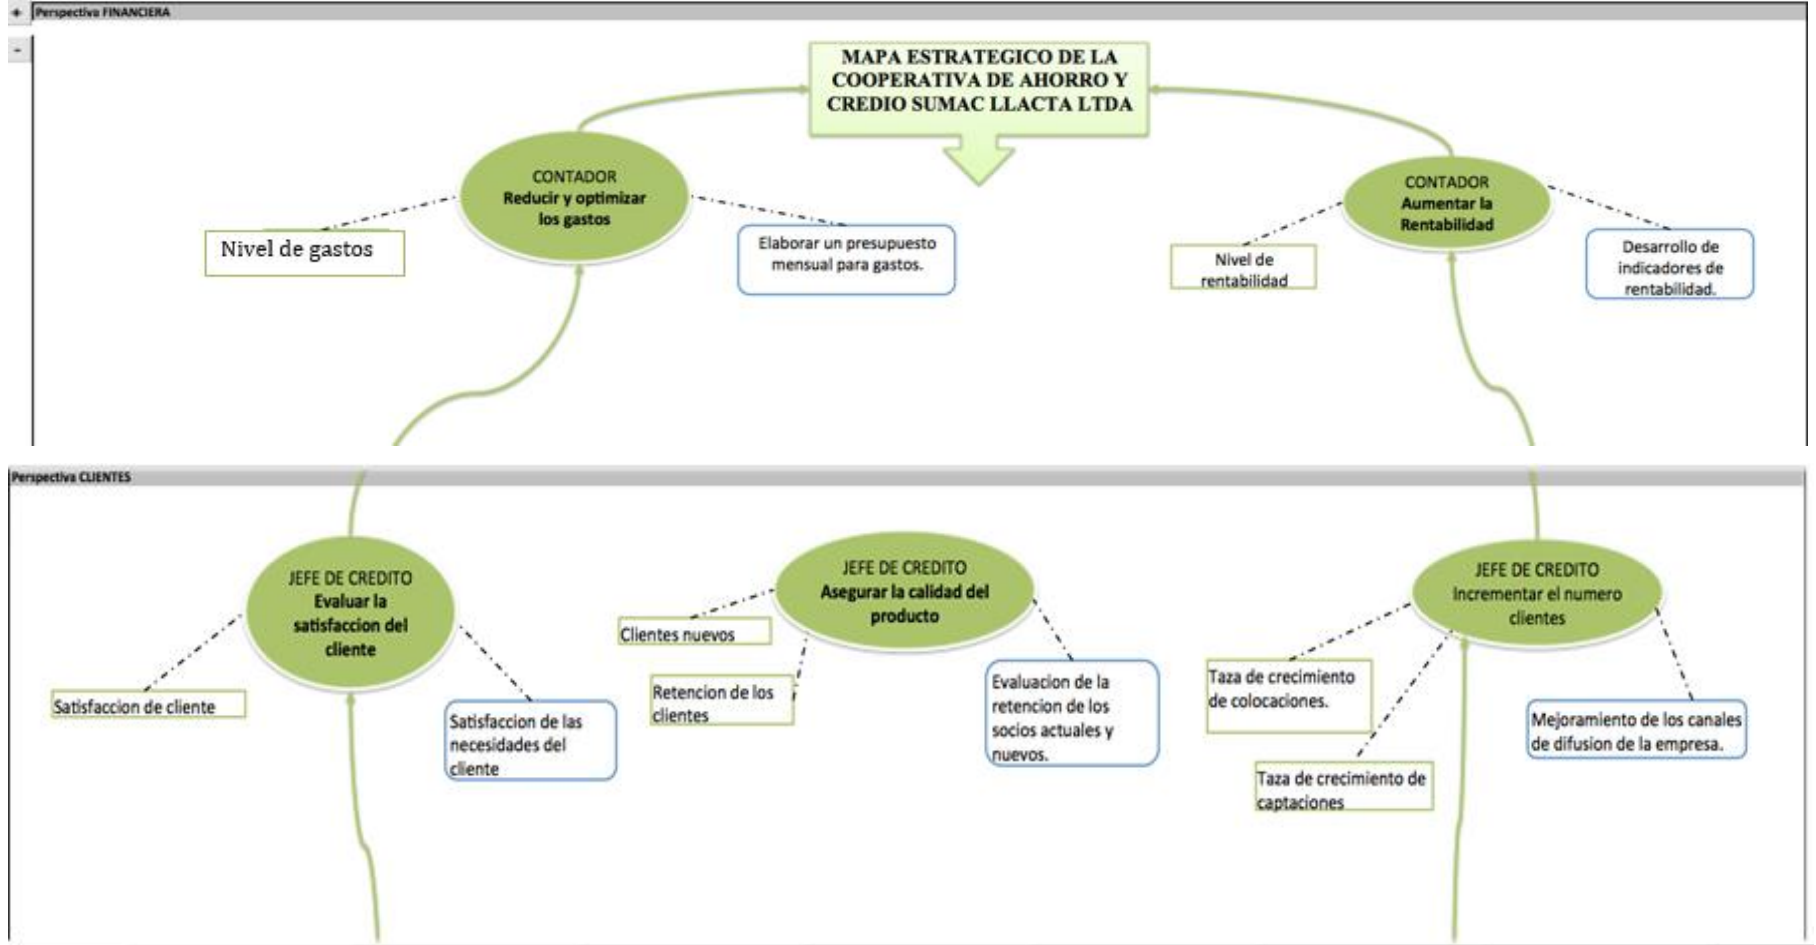 +
Perspectiva FINANCIERA
-
MAPA ESTRATEGICO DE LA
COOPERATIVA DE AHORRO Y
CREDIO SUMAC LLACTA LTDA
CONTADOR
Reducir y optimizar
los gastos
Nivel de gastos
Elaborar un presupuesto
mensual para gastos.
CONTADOR
Aumentar la
Rentabilidad
Nivel de
rentabilidad
Desarrollo de
indicadores de
rentabilidad.
Perspectiva CLIENTES
JEFE DE CREDITO
Evaluar la
satisfaccion del
cliente
Satisfaccion de cliente
Satisfaccion de las
necesidades del
cliente
JEFE DE CREDITO
Asegurar la calidad del
producto
Clientes nuevos
Retencion de los
clientes
Evaluacion de la
retencion de los
socios actuales y
nuevos.
JEFE DE CREDITO
Incrementar el numero
clientes
Taza de crecimiento
de colocaciones.
Taza de crecimiento de
captaciones
Mejoramiento de los canales
de difusion de la empresa.